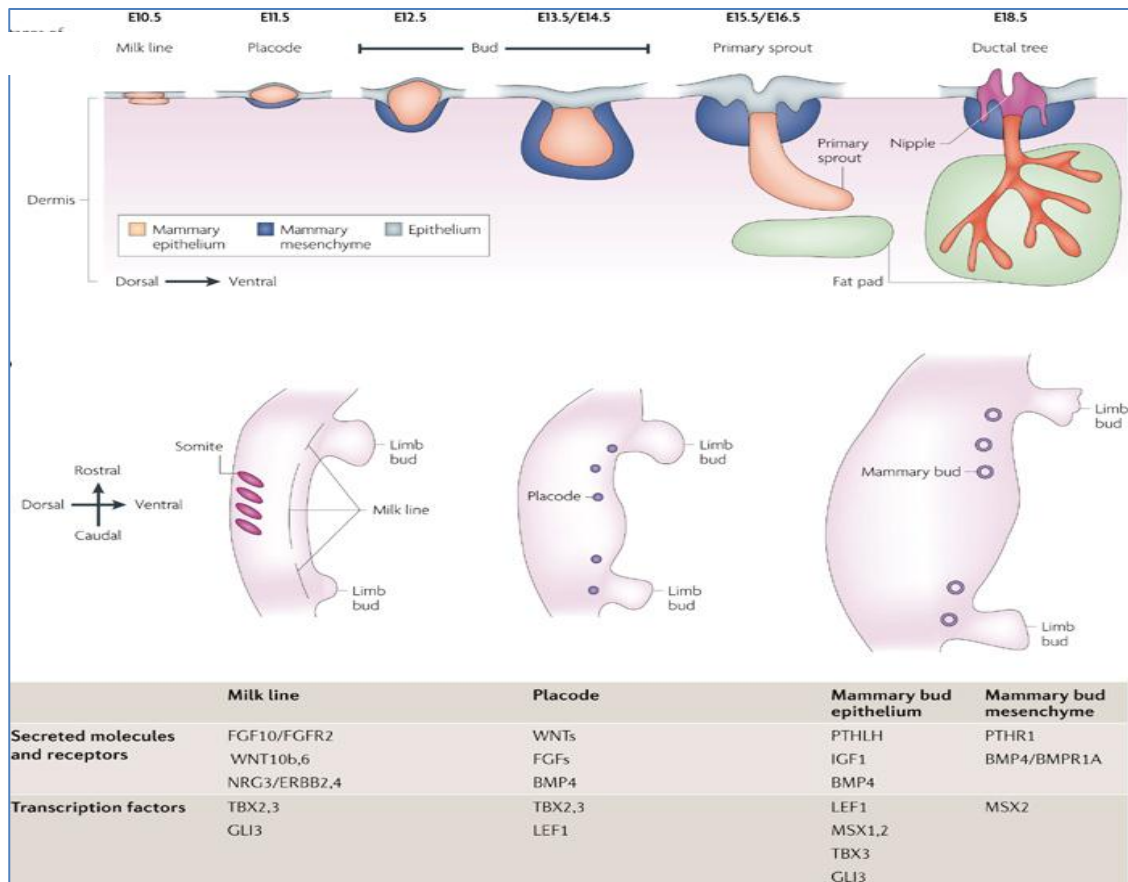 E10.5 E11.5 E12.5 E13.5/E14.5 E15.5/E16.5 E18.5
Milk line Placode Bud Primary sprout Ductal tree
Primary sprout
Nipple
Dermis
Mammary epithelium
Mammary mesenchyme
Epithelium
Dorsal Ventral
Fat pad
Somite
Limb bud
Limb bud
Limb bud
Rostral
Dorsal Ventral
Caudal
Milk line
Placode
Mammary bud
Limb bud
Limb bud
Limb bud
Milk line Placode Mammary bud epithelium Mammary bud mesenchyme
Secreted molecules and receptors
FGF10/FGFR2 WNTs PTHLH PTHR1
WNT10b,6 FGFs IGF1 BMP4/BMPR1A
NRG3/ERBB2,4 BMP4 BMP4
Transcription factors TBX2,3 TBX2,3 LEF1 MSX2
GLI3 LEF1 MSX1,2
TBX3
GLI3